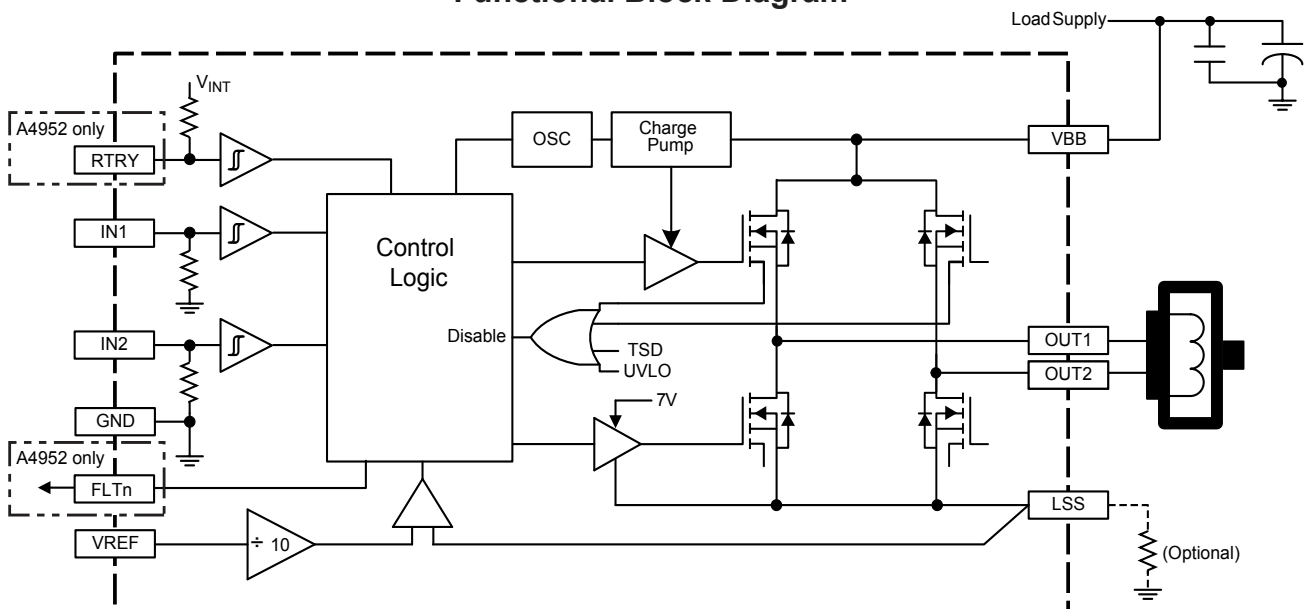 Functional Block Diagram
Load Supply
VINT
A4952 only
RTRY
OSC
Charge
Pump
VBB
IN1
Control
Logic
IN2
Disable
TSD
UVLO
OUT1
OUT2
7V
GND
A4952 only
FLTn
LSS
VREF
÷ 10
(Optional)